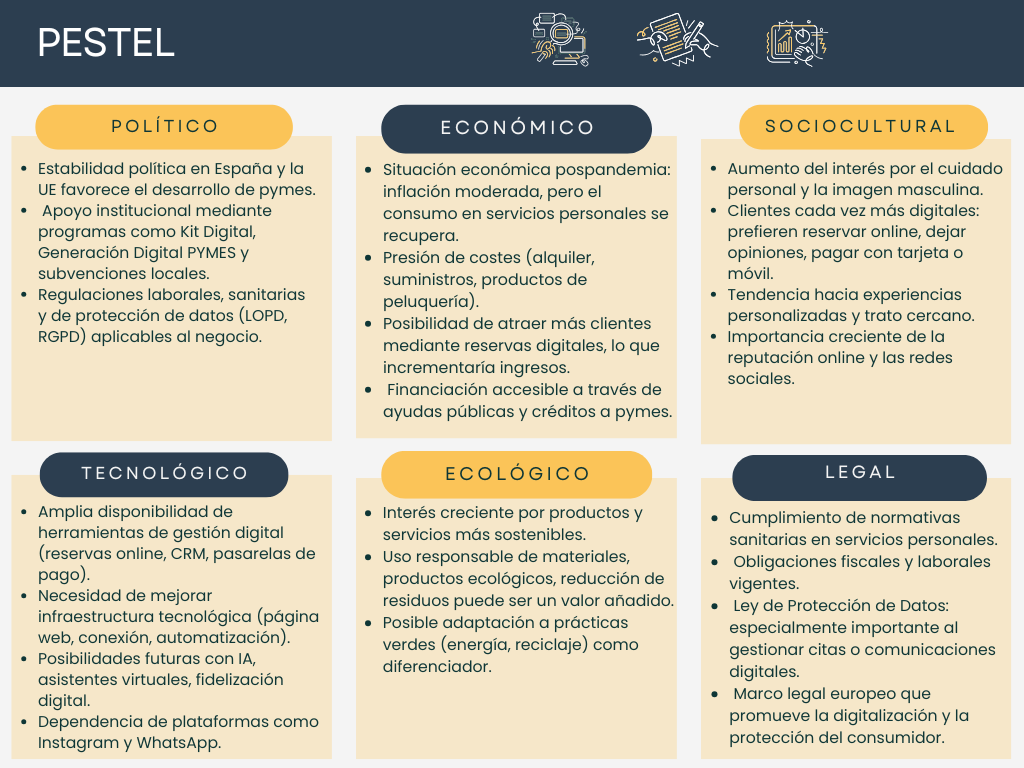 PESTEL
POLÍTICO
• Estabilidad política en España y la
UE favorece el desarrollo de pymes.
• Apoyo institucional mediante
programas como Kit Digital,
Generación Digital PYMES y
subvenciones locales.
• Regulaciones laborales, sanitarias
y de protección de datos (LOPD,
RGPD) aplicables al negocio.
ECONÓMICO
• Situación económica pospandemia:
inflación moderada, pero el
consumo en servicios personales se
recupera.
• Presión de costes (alquiler,
suministros, productos de
peluquería).
• Posibilidad de atraer más clientes
mediante reservas digitales, lo que
incrementaría ingresos.
• Financiación accesible a través de
ayudas públicas y créditos a pymes.
SOCIOCULTURAL
• Aumento del interés por el cuidado
personal y la imagen masculina.
• Clientes cada vez más digitales:
prefieren reservar online, dejar
opiniones, pagar con tarjeta o
móvil.
• Tendencia hacia experiencias
personalizadas y trato cercano.
• Importancia creciente de la
reputación online y las redes
sociales.
TECNOLÓGICO
• Amplia disponibilidad de
herramientas de gestión digital
(reservas online, CRM, pasarelas de
pago).
• Necesidad de mejorar
infraestructura tecnológica (página
web, conexión, automatización).
• Posibilidades futuras con IA,
asistentes virtuales, fidelización
digital.
• Dependencia de plataformas como
Instagram y WhatsApp.
ECOLÓGICO
• Interés creciente por productos y
servicios más sostenibles.
• Uso responsable de materiales,
productos ecológicos, reducción de
residuos puede ser un valor añadido.
• Posible adaptación a prácticas
verdes (energía, reciclaje) como
diferenciador.
LEGAL
• Cumplimiento de normativas
sanitarias en servicios personales.
• Obligaciones fiscales y laborales
vigentes.
• Ley de Protección de Datos:
especialmente importante al
gestionar citas o comunicaciones
digitales.
• Marco legal europeo que
promueve la digitalización y la
protección del consumidor.